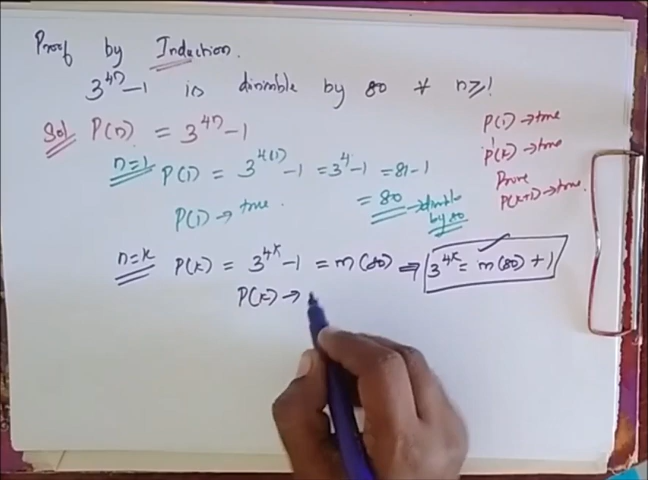 Proof by Induction.
3^{4n}-1 is divisible by 80 ∀ n≥1
Sol P(n) = 3^{4n}-1
n=1 P(1) = 3^{4(1)}-1 = 3^4-1 = 81-1
= 80 → divisible by 80
P(1) → true.
n=k P(k) = 3^{4k}-1 = m(80) ⇒ 3^{4k} = m(80)+1
P(k) →
P(1) → true
P(k) → true
Prove
P(k+1) → true.